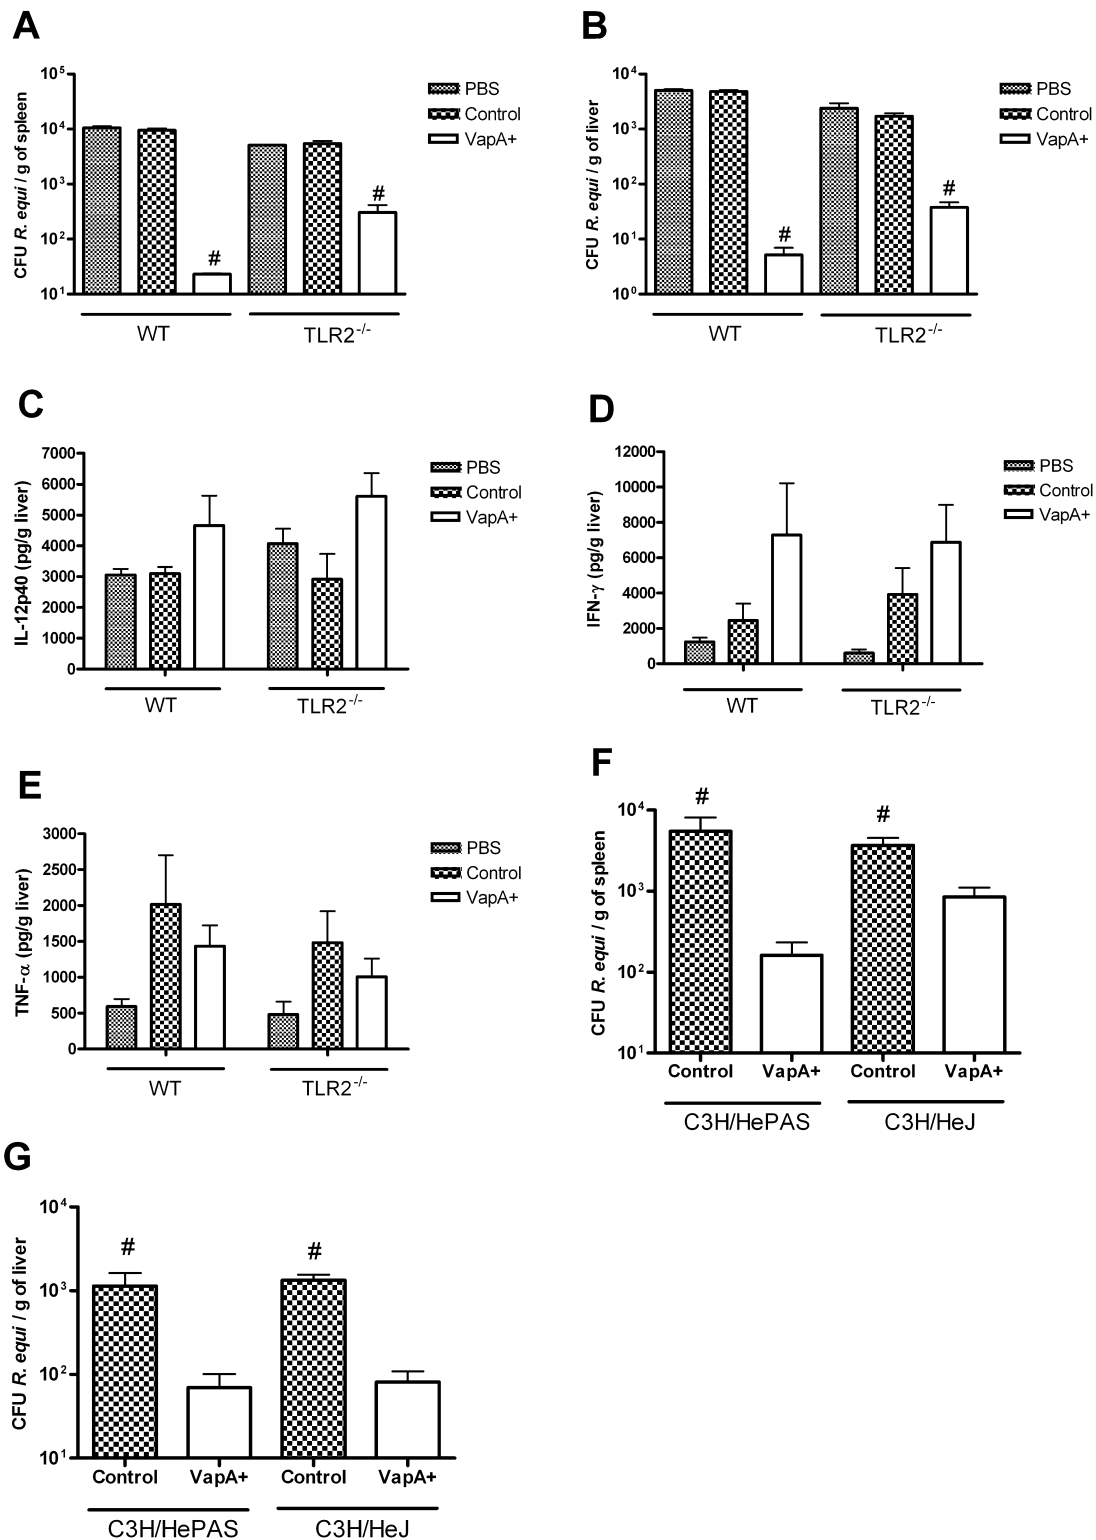 A
CFU R. equi / g of spleen
10⁵
10⁴
10³
10²
10¹
#
#
WT
TLR2⁻/⁻
PBS
Control
VapA+
B
CFU R. equi / g of liver
10⁴
10³
10²
10¹
10⁰
#
#
WT
TLR2⁻/⁻
PBS
Control
VapA+
C
IL-12p40 (pg/g liver)
7000
6000
5000
4000
3000
2000
1000
0
WT
TLR2⁻/⁻
PBS
Control
VapA+
D
IFN-γ (pg/g liver)
12000
10000
8000
6000
4000
2000
0
WT
TLR2⁻/⁻
PBS
Control
VapA+
E
TNF-α (pg/g liver)
3000
2500
2000
1500
1000
500
0
WT
TLR2⁻/⁻
PBS
Control
VapA+
F
CFU R. equi / g of spleen
10⁴
10³
10²
10¹
#
#
Control VapA+ Control VapA+
C3H/HePAS C3H/HeJ
G
CFU R. equi / g of liver
10⁴
10³
10²
10¹
#
#
Control VapA+ Control VapA+
C3H/HePAS C3H/HeJ